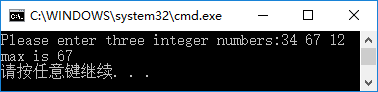 C:\WINDOWS\system32\cmd.exe
Please enter three integer numbers:34 67 12
max is 67
请按任意键继续. . .